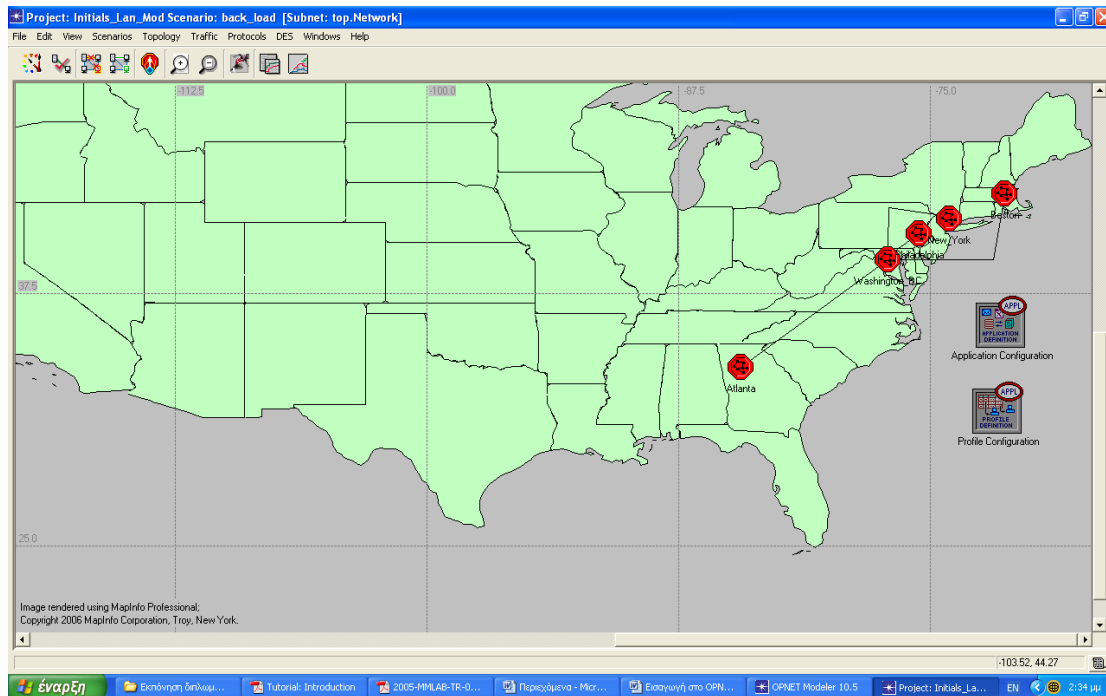 Project: Initials_Lan_Mod Scenario: back_load [Subnet: top.Network]
File Edit View Scenarios Topology Traffic Protocols DES Windows Help
-112.5 -100.0 -87.5 -75.0
Boston
New_York
Philadelphia
Washington_DC
37.5
APPL
APPLICATION
DEFINITION
Application Configuration
Atlanta
APPL
PROFILE
DEFINITION
Profile Configuration
25.0
Image rendered using MapInfo Professional;
Copyright 2006 MapInfo Corporation, Troy, New York.
-103.52, 44.27
έναρξη Εκπόνηση διπλωμ... Tutorial: Introduction 2005-MMLAB-TR-0... Περιεχόμενα - Micr... Εισαγωγή στο OPN... OPNET Modeler 10.5 Project: Initials_La... EN 2:34 μμ